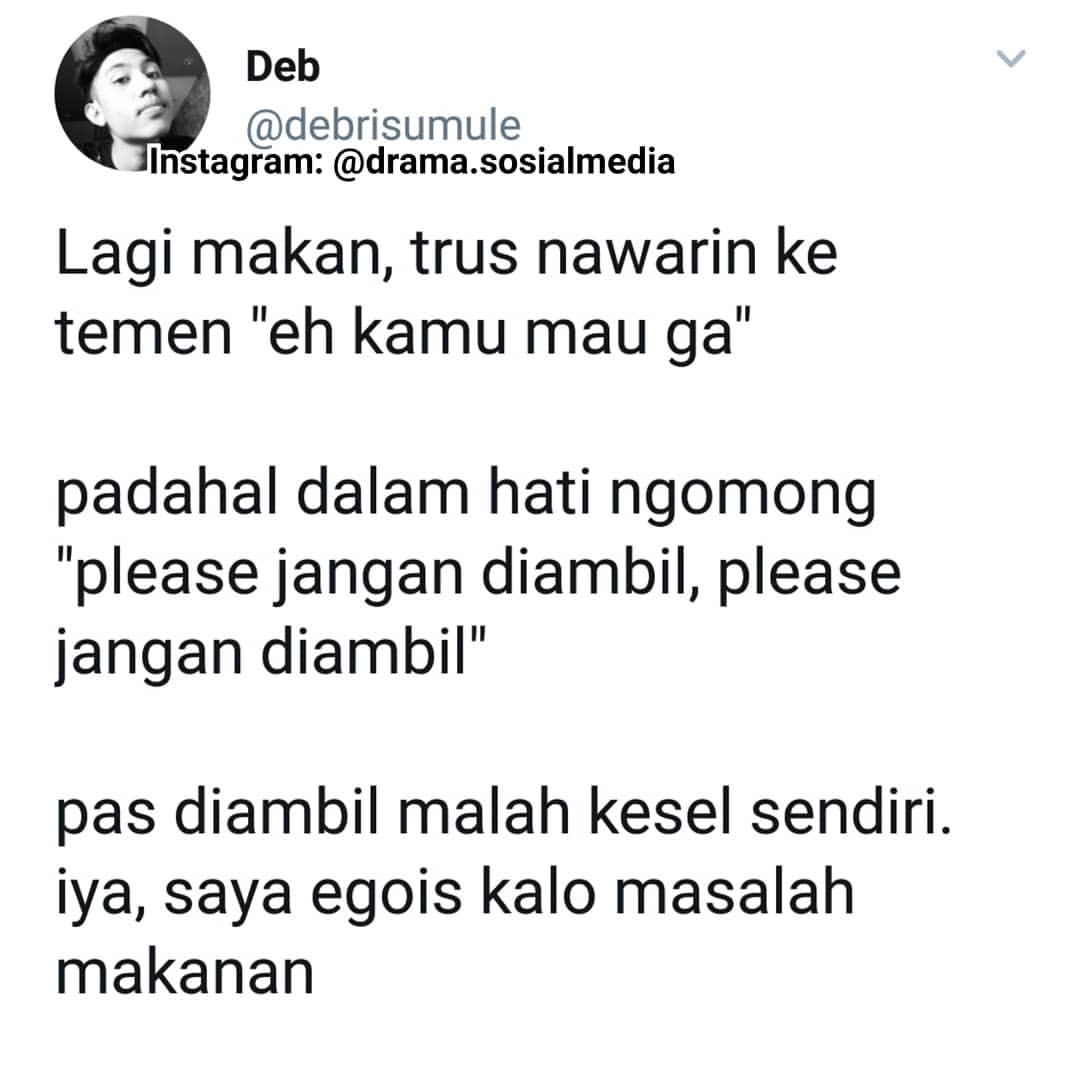 Deb
@debrisumule
Instagram: @drama.sosialmedia
Lagi makan, trus nawarin ke
temen "eh kamu mau ga"
padahal dalam hati ngomong
"please jangan diambil, please
jangan diambil"
pas diambil malah kesel sendiri.
iya, saya egois kalo masalah
makanan